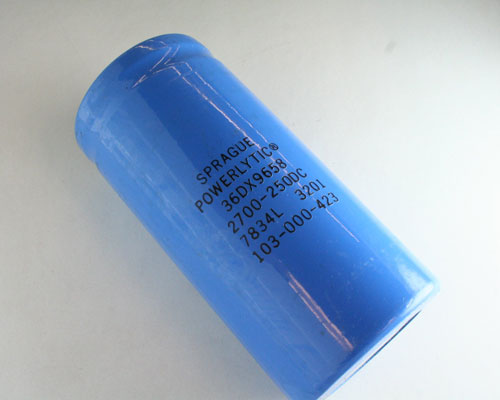 SPRAGUE
POWERLYTIC®
36DX9658
2700-250DC
7834L 3201
103-000-423